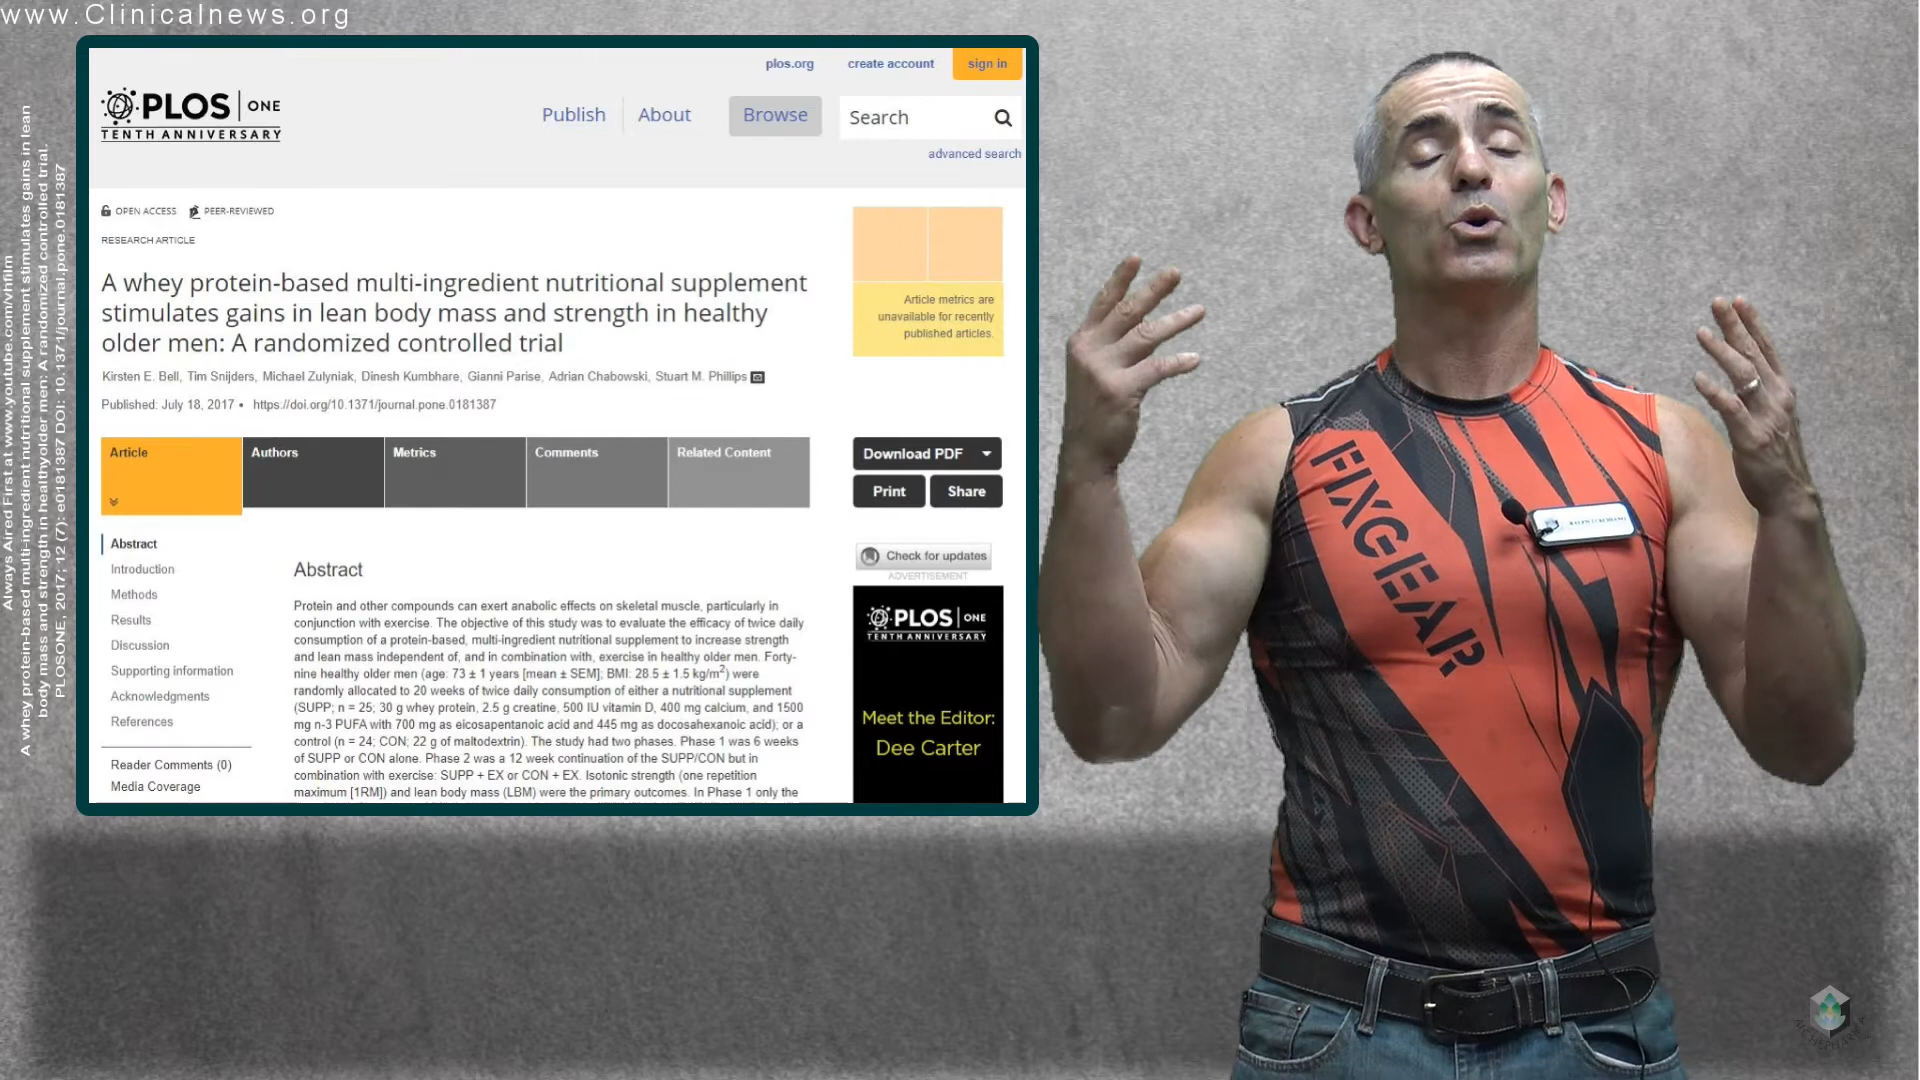 www.Clinicalnews.org
Always Aired First at www.youtube.com/vhfilm
A whey protein-based multi-ingredient nutritional supplement stimulates gains in lean
body mass and strength in healthyolder men: A randomized controlled trial.
PLOSONE, 2017; 12 (7): e0181387 DOI: 10.1371/journal.pone.0181387
plos.org
create account
sign in
PLOS ONE
TENTH ANNIVERSARY
Publish
About
Browse
Search
advanced search
OPEN ACCESS
PEER-REVIEWED
RESEARCH ARTICLE
A whey protein-based multi-ingredient nutritional supplement
stimulates gains in lean body mass and strength in healthy
older men: A randomized controlled trial
Kirsten E. Bell, Tim Snijders, Michael Zulyniak, Dinesh Kumbhare, Gianni Parise, Adrian Chabowski, Stuart M. Phillips
Published: July 18, 2017 • https://doi.org/10.1371/journal.pone.0181387
Article metrics are
unavailable for recently
published articles.
Article
Authors
Metrics
Comments
Related Content
Download PDF
Print
Share
Check for updates
ADVERTISEMENT
Abstract
Introduction
Methods
Results
Discussion
Supporting information
Acknowledgments
References
Reader Comments (0)
Media Coverage
Abstract
Protein and other compounds can exert anabolic effects on skeletal muscle, particularly in
conjunction with exercise. The objective of this study was to evaluate the efficacy of twice daily
consumption of a protein-based, multi-ingredient nutritional supplement to increase strength
and lean mass independent of, and in combination with, exercise in healthy older men. Forty-
nine healthy older men (age: 73 ± 1 years [mean ± SEM]; BMI: 28.5 ± 1.5 kg/m2) were
randomly allocated to 20 weeks of twice daily consumption of either a nutritional supplement
(SUPP; n = 25; 30 g whey protein, 2.5 g creatine, 500 IU vitamin D, 400 mg calcium, and 1500
mg n-3 PUFA with 700 mg as eicosapentanoic acid and 445 mg as docosahexanoic acid); or a
control (n = 24; CON; 22 g of maltodextrin). The study had two phases. Phase 1 was 6 weeks
of SUPP or CON alone. Phase 2 was a 12 week continuation of the SUPP/CON but in
combination with exercise: SUPP + EX or CON + EX. Isotonic strength (one repetition
maximum [1RM]) and lean body mass (LBM) were the primary outcomes. In Phase 1 only the
PLOS ONE
TENTH ANNIVERSARY
Meet the Editor:
Dee Carter
FIXGEAR